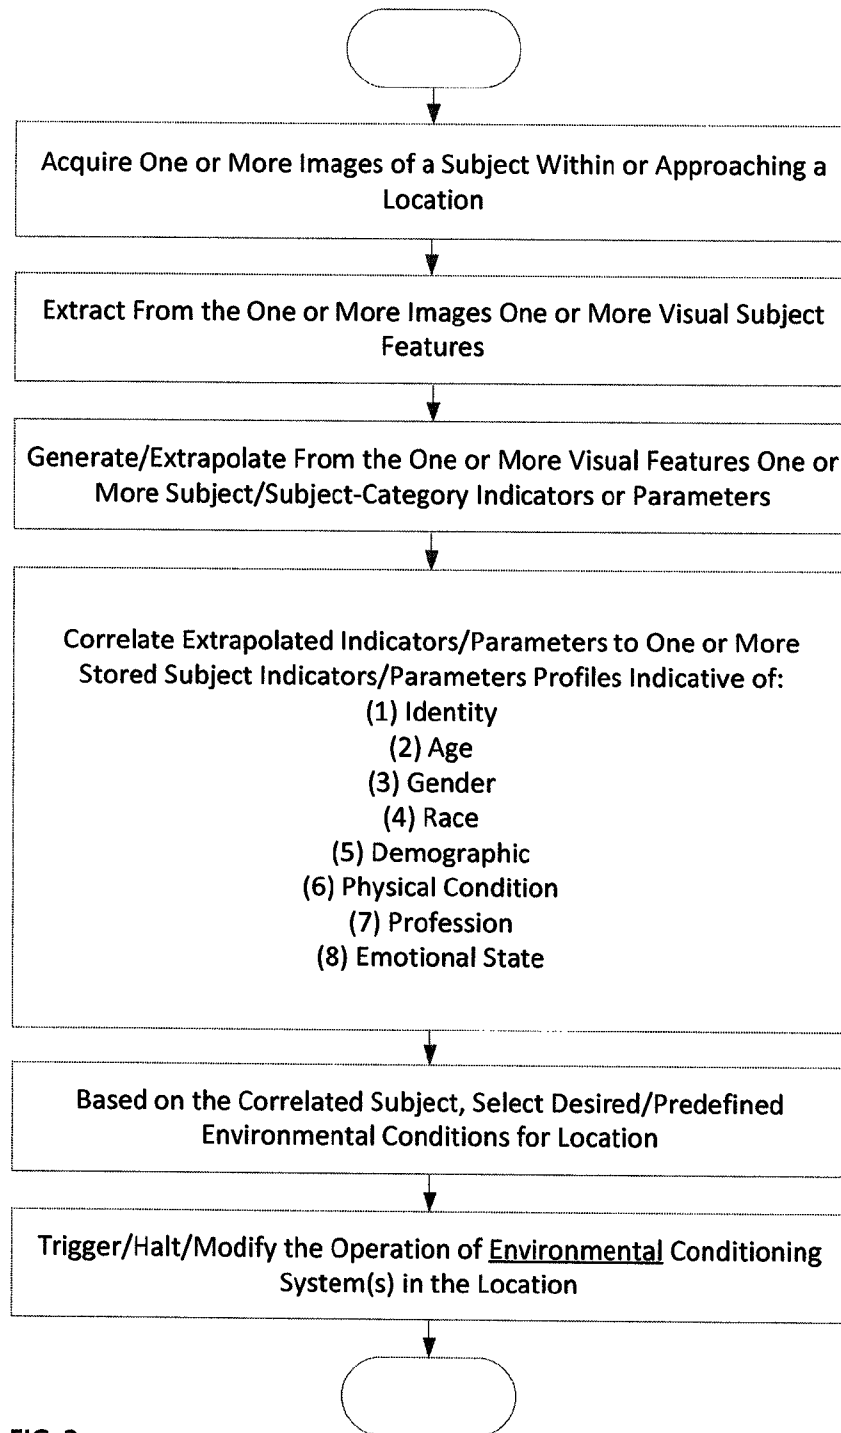 Acquire One or More Images of a Subject Within or Approaching a
Location
Extract From the One or More Images One or More Visual Subject
Features
Generate/Extrapolate From the One or More Visual Features One or
More Subject/Subject-Category Indicators or Parameters
Correlate Extrapolated Indicators/Parameters to One or More
Stored Subject Indicators/Parameters Profiles Indicative of:
(1) Identity
(2) Age
(3) Gender
(4) Race
(5) Demographic
(6) Physical Condition
(7) Profession
(8) Emotional State
Based on the Correlated Subject, Select Desired/Predefined
Environmental Conditions for Location
Trigger/Halt/Modify the Operation of Environmental Conditioning
System(s) in the Location